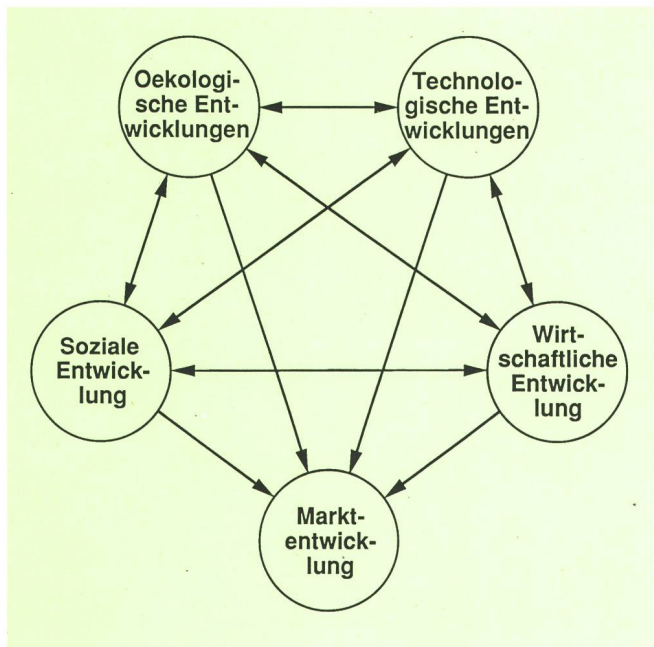 Oekologi-
sche Ent-
wicklungen
Technolo-
gische Ent-
wicklungen
Soziale
Entwick-
lung
Wirt-
schaftliche
Entwick-
lung
Markt-
entwick-
lung